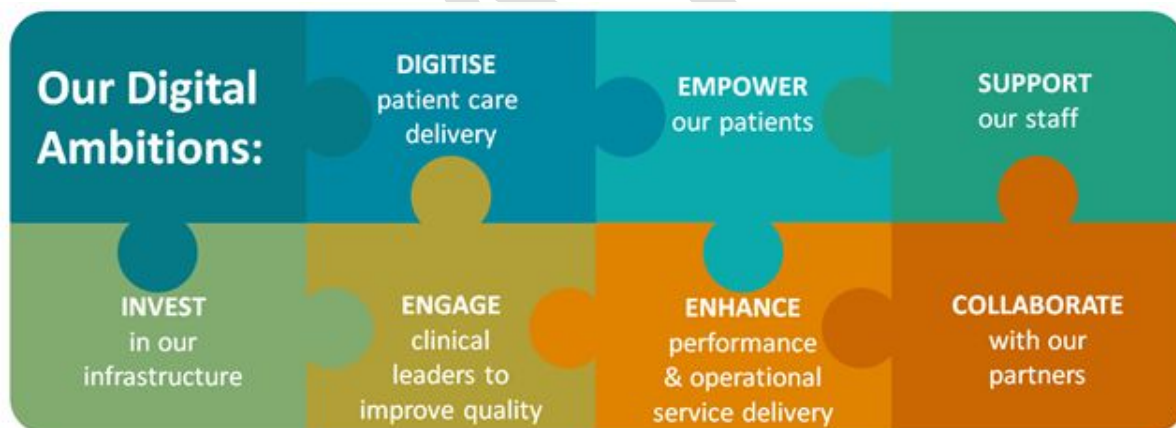 Our Digital
Ambitions:
DIGITISE
patient care
delivery
EMPOWER
our patients
SUPPORT
our staff
INVEST
in our
infrastructure
ENGAGE
clinical
leaders to
improve quality
ENHANCE
performance
& operational
service delivery
COLLABORATE
with our
partners